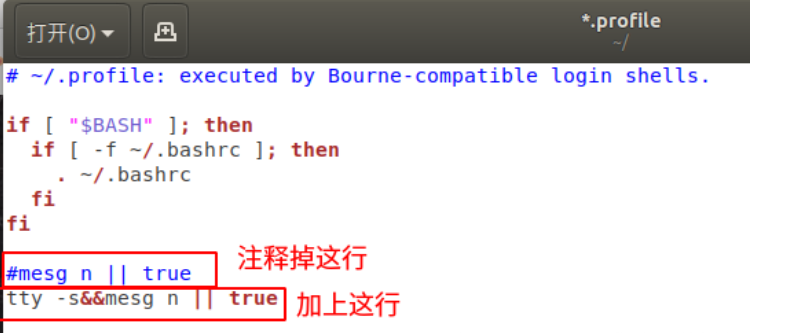 打开(O)
*.profile
~/
# ~/.profile: executed by Bourne-compatible login shells.
if [ "$BASH" ]; then
  if [ -f ~/.bashrc ]; then
    . ~/.bashrc
  fi
fi
#mesg n || true
注释掉这行
tty -s&&mesg n || true
加上这行